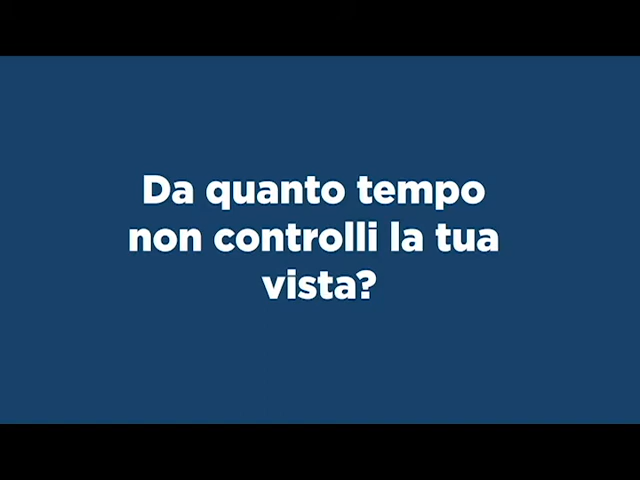 Da quanto tempo
non controlli la tua
vista?